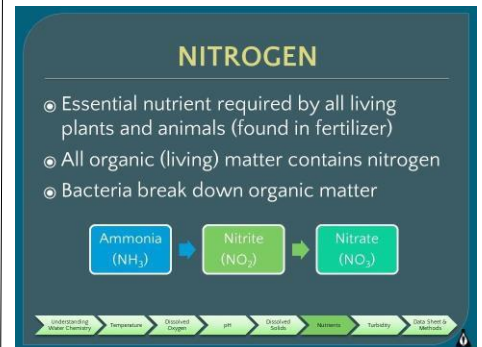 NITROGEN
Essential nutrient required by all living
plants and animals (found in fertilizer)
All organic (living) matter contains nitrogen
Bacteria break down organic matter
Ammonia
(NH₃)
Nitrite
(NO₂)
Nitrate
(NO₃)
Understanding
Water Chemistry
Temperature
Dissolved
Oxygen
pH
Dissolved
Solids
Nutrients
Turbidity
Data Sheet &
Methods